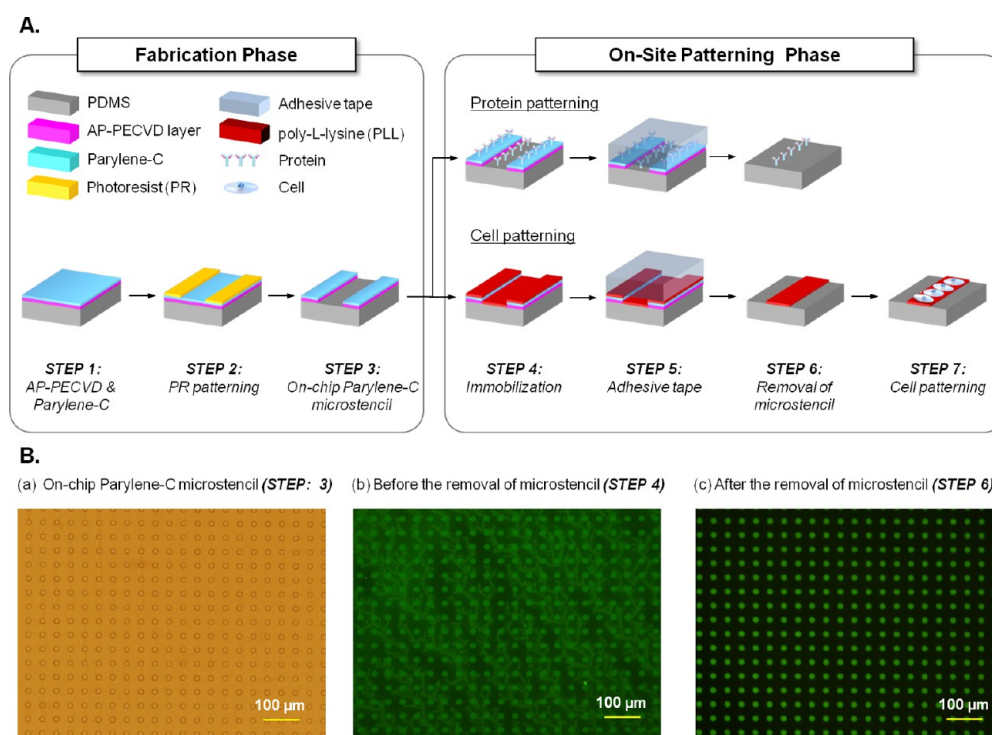 A.
Fabrication Phase
On-Site Patterning Phase
PDMS
Adhesive tape
AP-PECVD layer
poly-L-lysine (PLL)
Parylene-C
Protein
Photoresist (PR)
Cell
Protein patterning
Cell patterning
STEP 1:
AP-PECVD &
Parylene-C
STEP 2:
PR patterning
STEP 3:
On-chip Parylene-C
microstencil
STEP 4:
Immobilization
STEP 5:
Adhesive tape
STEP 6:
Removal of
microstencil
STEP 7:
Cell patterning
B.
(a) On-chip Parylene-C microstencil (STEP: 3)
(b) Before the removal of microstencil (STEP 4)
(c) After the removal of microstencil (STEP 6)
100 µm
100 µm
100 µm